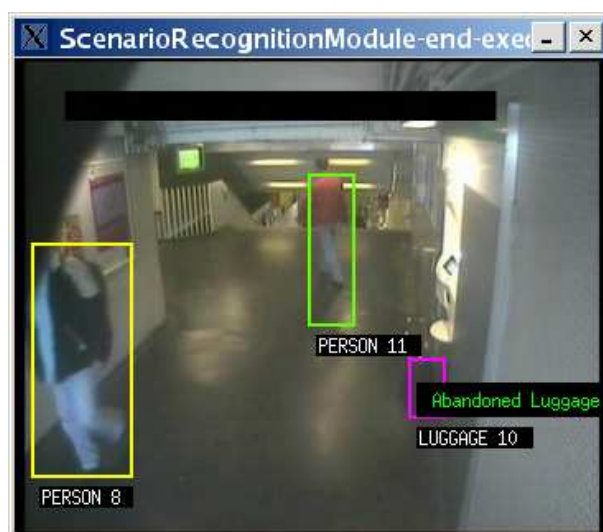 ScenarioRecognitionModule-end-exec
PERSON 11
Abandoned Luggage
LUGGAGE 10
PERSON 8